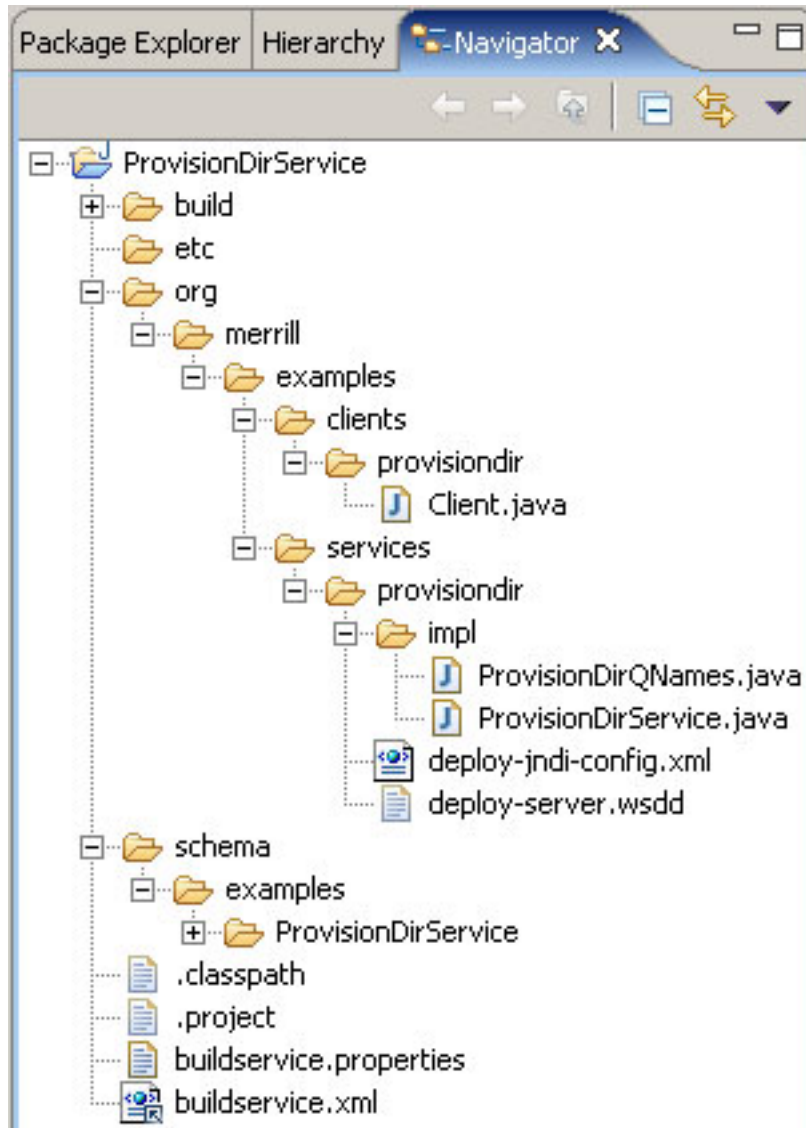 Package Explorer Hierarchy Navigator
ProvisionDirService
build
etc
org
merrill
examples
clients
provisiondir
Client.java
services
provisiondir
impl
ProvisionDirQNames.java
ProvisionDirService.java
deploy-jndi-config.xml
deploy-server.wsdd
schema
examples
ProvisionDirService
.classpath
.project
buildservice.properties
buildservice.xml